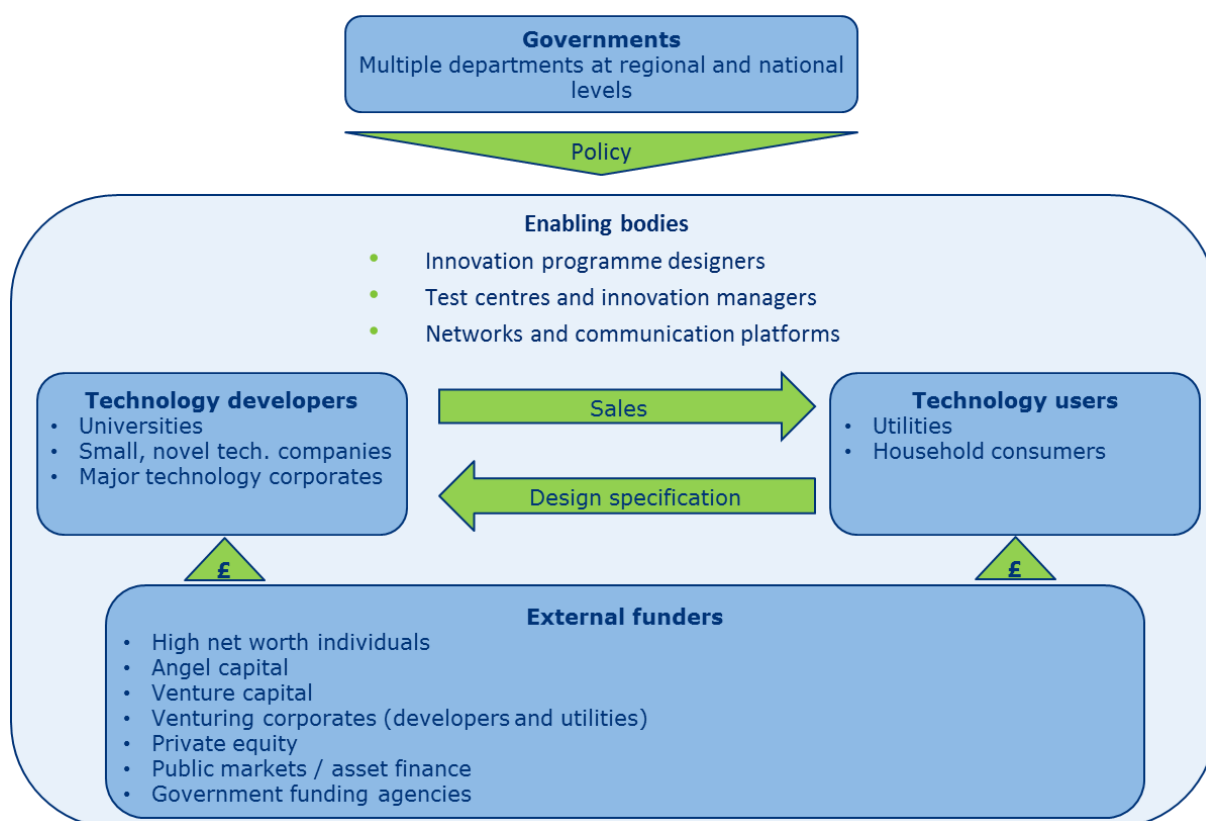 Governments
Multiple departments at regional and national
levels
Policy
Enabling bodies
• Innovation programme designers
• Test centres and innovation managers
• Networks and communication platforms
Technology developers
• Universities
• Small, novel tech. companies
• Major technology corporates
Sales
Design specification
Technology users
• Utilities
• Household consumers
£
£
External funders
• High net worth individuals
• Angel capital
• Venture capital
• Venturing corporates (developers and utilities)
• Private equity
• Public markets / asset finance
• Government funding agencies